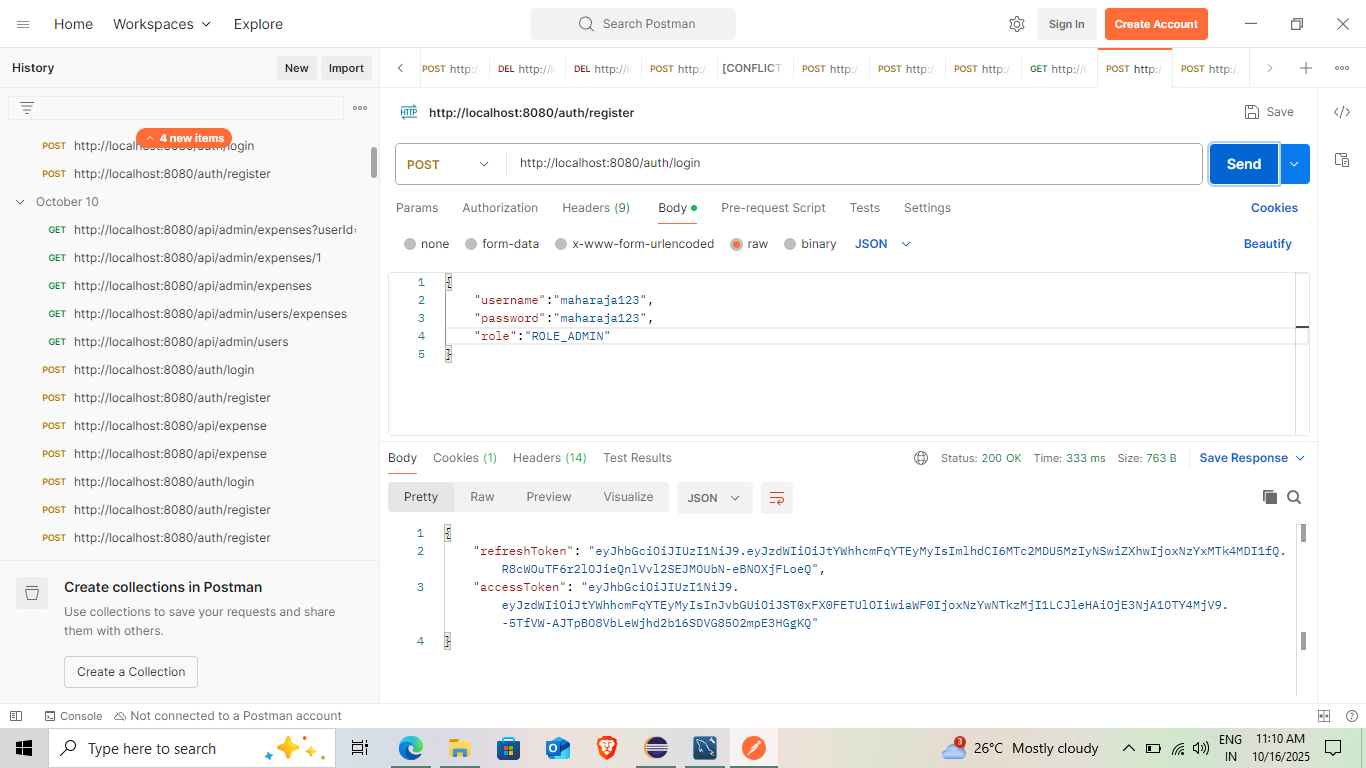 Home Workspaces Explore Search Postman Sign In Create Account
History New Import
POST http:/ DEL http://l DEL http://l POST http:/ [CONFLICT POST http:/ POST http:/ POST http:/ GET http://l POST http:/ POST http:/
4 new items
POST http://localhost:8080/auth/login
POST http://localhost:8080/auth/register
October 10
GET http://localhost:8080/api/admin/expenses?userId=
GET http://localhost:8080/api/admin/expenses/1
GET http://localhost:8080/api/admin/expenses
GET http://localhost:8080/api/admin/users/expenses
GET http://localhost:8080/api/admin/users
POST http://localhost:8080/auth/login
POST http://localhost:8080/auth/register
POST http://localhost:8080/api/expense
POST http://localhost:8080/api/expense
POST http://localhost:8080/auth/login
POST http://localhost:8080/auth/register
POST http://localhost:8080/auth/register
Create collections in Postman
Use collections to save your requests and share
them with others.
Create a Collection
HTTP http://localhost:8080/auth/register Save
POST http://localhost:8080/auth/login Send
Params Authorization Headers (9) Body Pre-request Script Tests Settings Cookies
none form-data x-www-form-urlencoded raw binary JSON Beautify
1 {
2 "username":"maharaja123",
3 "password":"maharaja123",
4 "role":"ROLE_ADMIN"
5 }
Body Cookies (1) Headers (14) Test Results Status: 200 OK Time: 333 ms Size: 763 B Save Response
Pretty Raw Preview Visualize JSON
1 {
2 "refreshToken": "eyJhbGciOiJIUzI1NiJ9.eyJzdWIiOiJtYWhhcmFqYTEyMyIsImlhdCI6MTc2MDU5MzIyNSwiZXhwIjoxNzYxMTk4MDI1fQ.
R8cWOuTF6r2lOJieQnlVvl2SEJMOUbN-eBNOXjFLoeQ",
3 "accessToken": "eyJhbGciOiJIUzI1NiJ9.
eyJzdWIiOiJtYWhhcmFqYTEyMyIsInJvbGUiOiJST0xFX0FETUlOIiwiaWF0IjoxNzYwNTkzMjI1LCJleHAiOjE3NjA1OTY4MjV9.
-5TfVW-AJTpBO8VbLeWjhd2b16SDVG85O2mpE3HGgKQ"
4 }
Console Not connected to a Postman account
Type here to search 3 26°C Mostly cloudy ENG IN 11:10 AM 10/16/2025